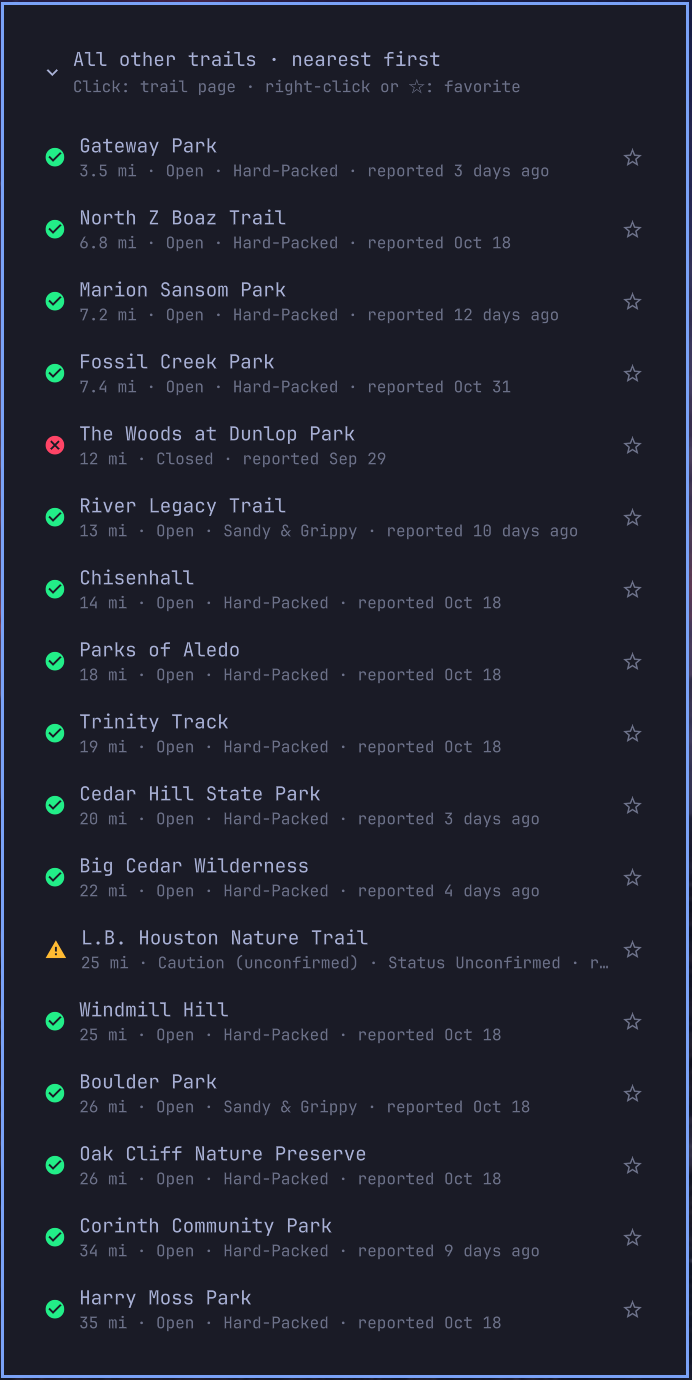 All other trails · nearest first
Click: trail page · right-click or ☆: favorite
Gateway Park
3.5 mi · Open · Hard-Packed · reported 3 days ago
North Z Boaz Trail
6.8 mi · Open · Hard-Packed · reported Oct 18
Marion Sansom Park
7.2 mi · Open · Hard-Packed · reported 12 days ago
Fossil Creek Park
7.4 mi · Open · Hard-Packed · reported Oct 31
The Woods at Dunlop Park
12 mi · Closed · reported Sep 29
River Legacy Trail
13 mi · Open · Sandy & Grippy · reported 10 days ago
Chisenhall
14 mi · Open · Hard-Packed · reported Oct 18
Parks of Aledo
18 mi · Open · Hard-Packed · reported Oct 18
Trinity Track
19 mi · Open · Hard-Packed · reported Oct 18
Cedar Hill State Park
20 mi · Open · Hard-Packed · reported 3 days ago
Big Cedar Wilderness
22 mi · Open · Hard-Packed · reported 4 days ago
L.B. Houston Nature Trail
25 mi · Caution (unconfirmed) · Status Unconfirmed · r…
Windmill Hill
25 mi · Open · Hard-Packed · reported Oct 18
Boulder Park
26 mi · Open · Sandy & Grippy · reported Oct 18
Oak Cliff Nature Preserve
26 mi · Open · Hard-Packed · reported Oct 18
Corinth Community Park
34 mi · Open · Hard-Packed · reported 9 days ago
Harry Moss Park
35 mi · Open · Hard-Packed · reported Oct 18